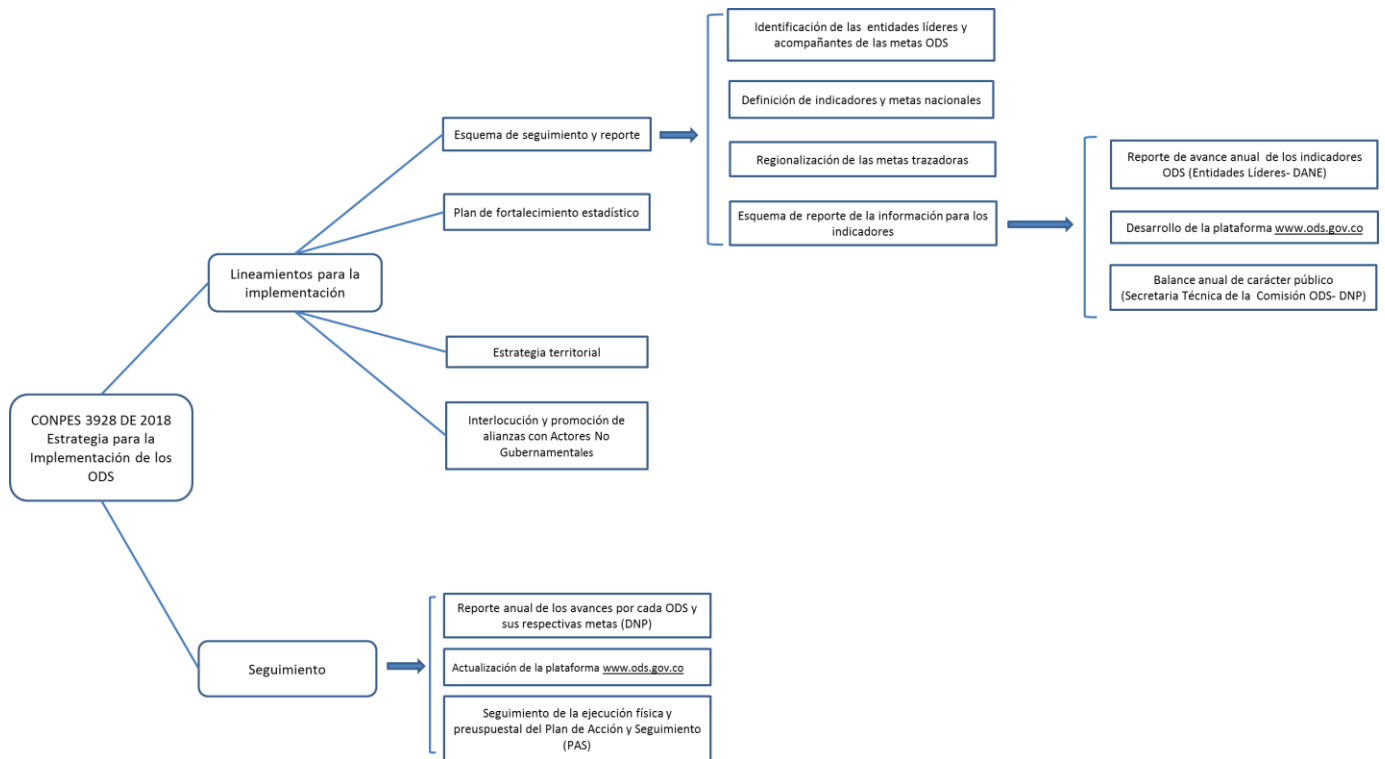 CONPES 3928 DE 2018
Estrategia para la
Implementación de los
ODS
Lineamientos para la
implementación
Esquema de seguimiento y reporte
Identificación de las entidades líderes y
acompañantes de las metas ODS
Definición de indicadores y metas nacionales
Regionalización de las metas trazadoras
Esquema de reporte de la información para los
indicadores
Reporte de avance anual de los indicadores
ODS (Entidades Líderes- DANE)
Desarrollo de la plataforma www.ods.gov.co
Balance anual de carácter público
(Secretaria Técnica de la Comisión ODS- DNP)
Plan de fortalecimiento estadístico
Estrategia territorial
Interlocución y promoción de
alianzas con Actores No
Gubernamentales
Seguimiento
Reporte anual de los avances por cada ODS y
sus respectivas metas (DNP)
Actualización de la plataforma www.ods.gov.co
Seguimiento de la ejecución física y
preuspuestal del Plan de Acción y Seguimiento
(PAS)